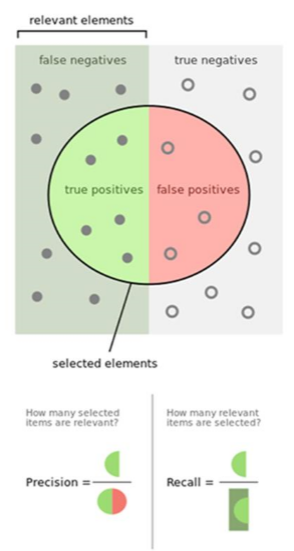 relevant elements
false negatives
true negatives
true positives
false positives
selected elements
How many selected
items are relevant?
How many relevant
items are selected?
Precision =
Recall =